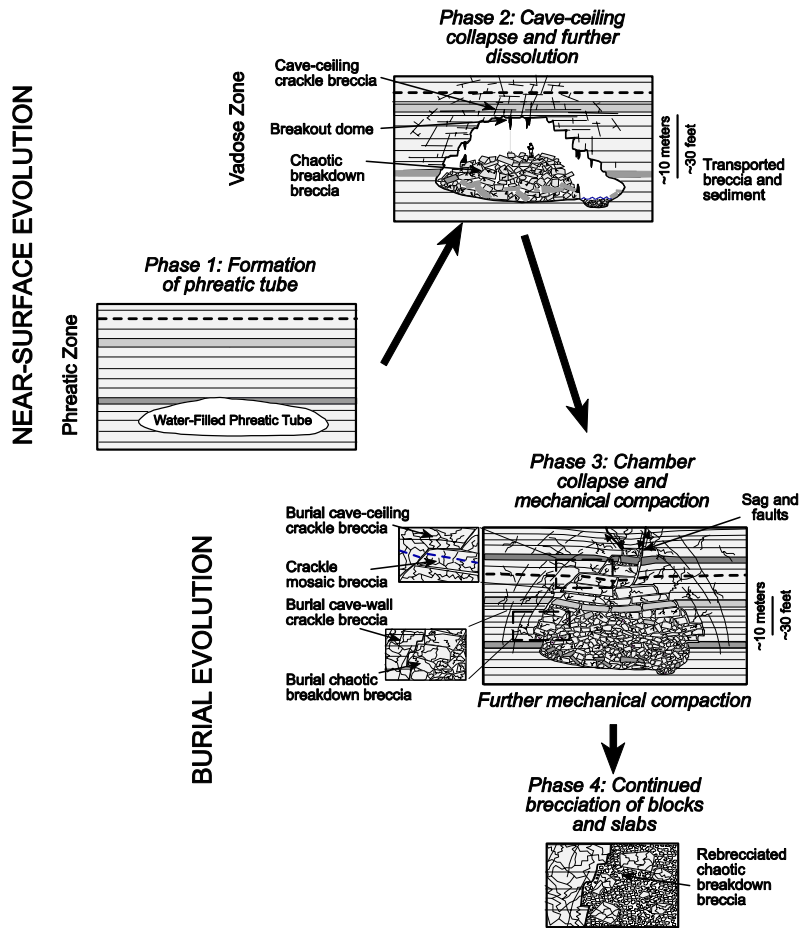 Phase 2: Cave-ceiling
collapse and further
dissolution
NEAR-SURFACE EVOLUTION
Vadose Zone
Cave-ceiling
crackle breccia
Breakout dome
Chaotic
breakdown
breccia
~10 meters
~30 feet
Transported
breccia and
sediment
Phase 1: Formation
of phreatic tube
Phreatic Zone
Water-Filled Phreatic Tube
Phase 3: Chamber
collapse and
mechanical compaction
BURIAL EVOLUTION
Burial cave-ceiling
crackle breccia
Crackle
mosaic breccia
Burial cave-wall
crackle breccia
Burial chaotic
breakdown breccia
Sag and
faults
~10 meters
~30 feet
Further mechanical compaction
Phase 4: Continued
brecciation of blocks
and slabs
Rebrecciated
chaotic
breakdown
breccia